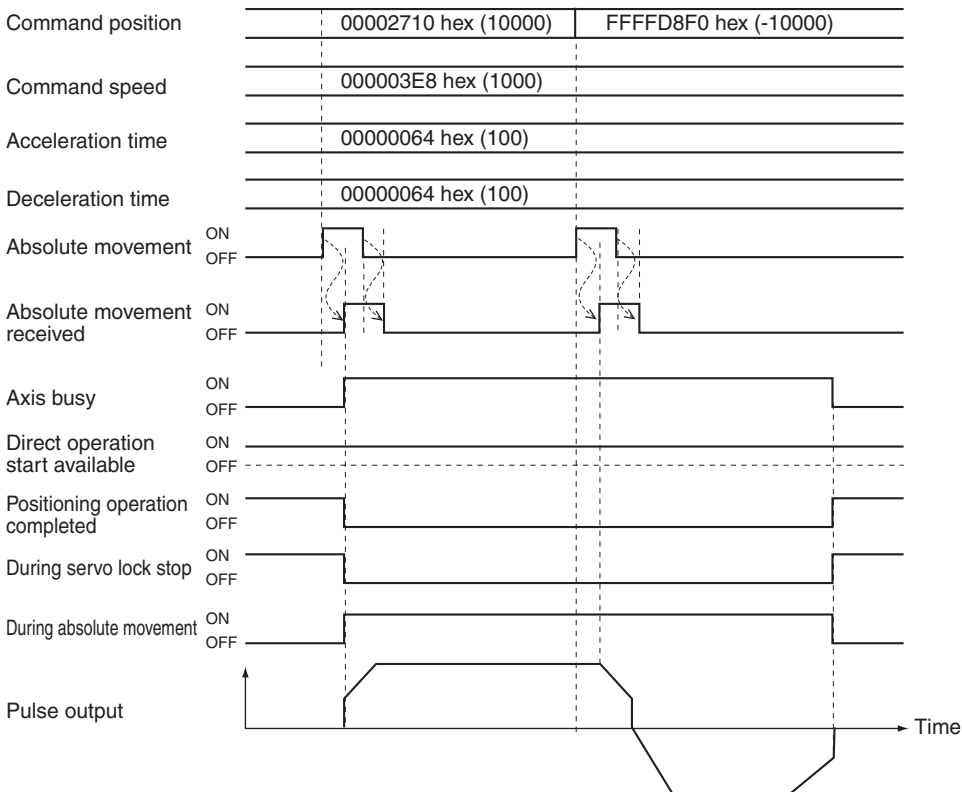 Command position
00002710 hex (10000)
FFFFD8F0 hex (-10000)
Command speed
000003E8 hex (1000)
Acceleration time
00000064 hex (100)
Deceleration time
00000064 hex (100)
Absolute movement
ON
OFF
Absolute movement
received
ON
OFF
Axis busy
ON
OFF
Direct operation
start available
ON
OFF
Positioning operation
completed
ON
OFF
During servo lock stop
ON
OFF
During absolute movement
ON
OFF
Pulse output
Time